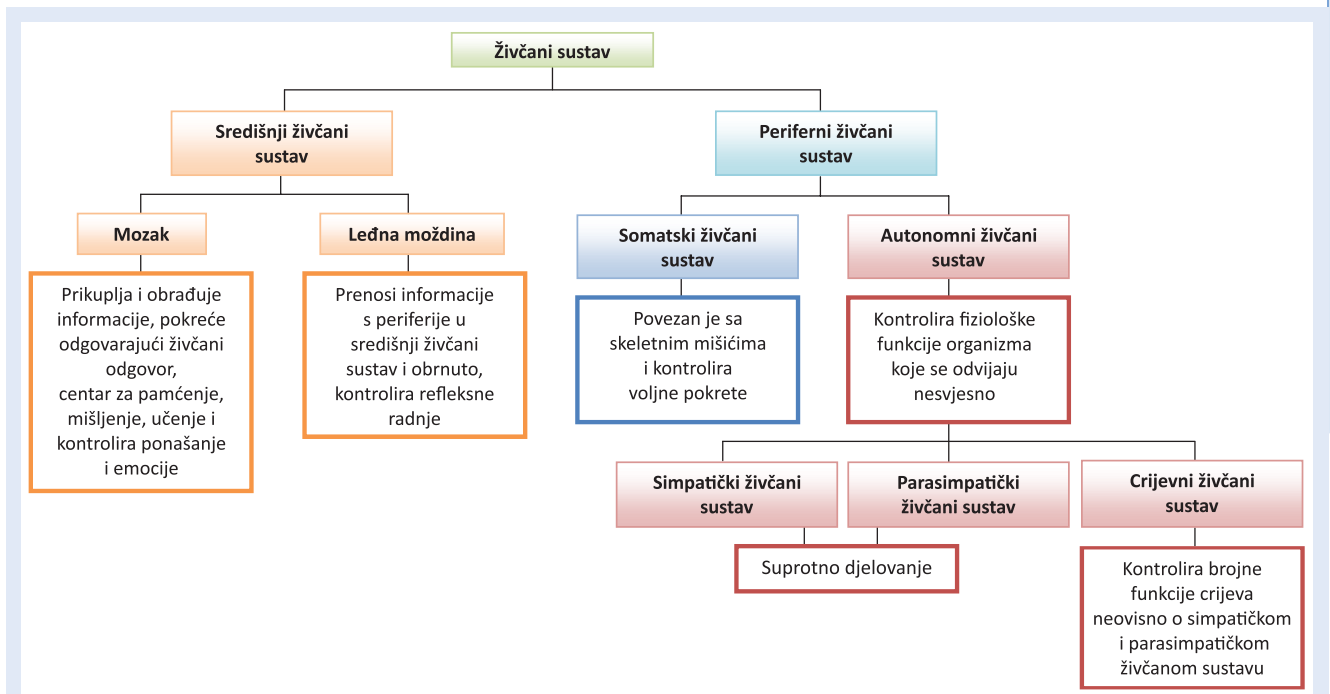 Živčani sustav
Središnji živčani
sustav
Periferni živčani
sustav
Mozak
Leđna moždina
Somatski živčani
sustav
Autonomni živčani
sustav
Prikuplja i obrađuje
informacije, pokreće
odgovarajući živčani
odgovor,
centar za pamćenje,
mišljenje, učenje i
kontrolira ponašanje
i emocije
Prenosi informacije
s periferije u
središnji živčani
sustav i obrnuto,
kontrolira refleksne
radnje
Povezan je sa
skeletnim mišićima
i kontrolira
voljne pokrete
Kontrolira fiziološke
funkcije organizma
koje se odvijaju
nesvjesno
Simpatički živčani
sustav
Parasimpatički
živčani sustav
Crijevni živčani
sustav
Suprotno djelovanje
Kontrolira brojne
funkcije crijeva
neovisno o simpatičkom
i parasimpatičkom
živčanom sustavu